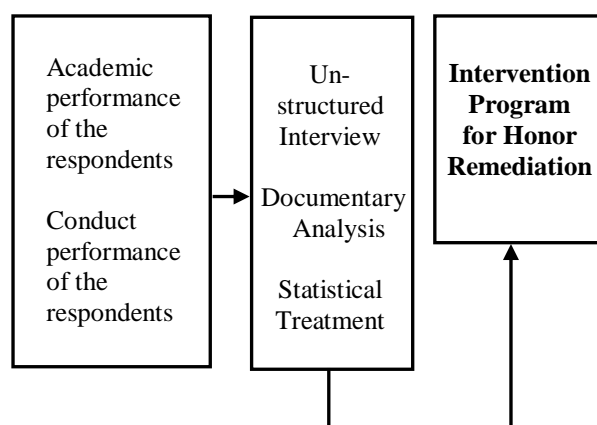 Academic
performance
of the
respondents
Conduct
performance
of the
respondents
Un-
structured
Interview
Documentary
Analysis
Statistical
Treatment
Intervention
Program
for Honor
Remediation